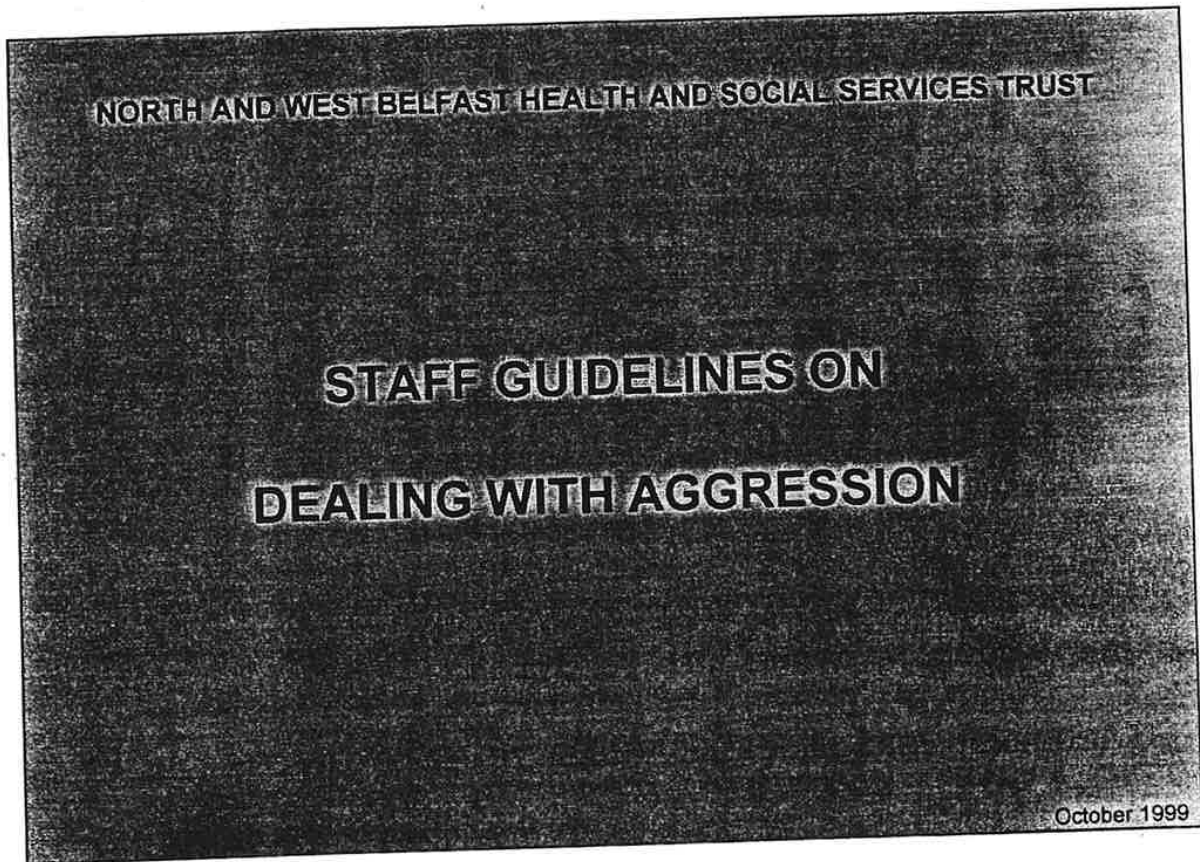 NORTH AND WEST BELFAST HEALTH AND SOCIAL SERVICES TRUST
STAFF GUIDELINES ON
DEALING WITH AGGRESSION
October 1999